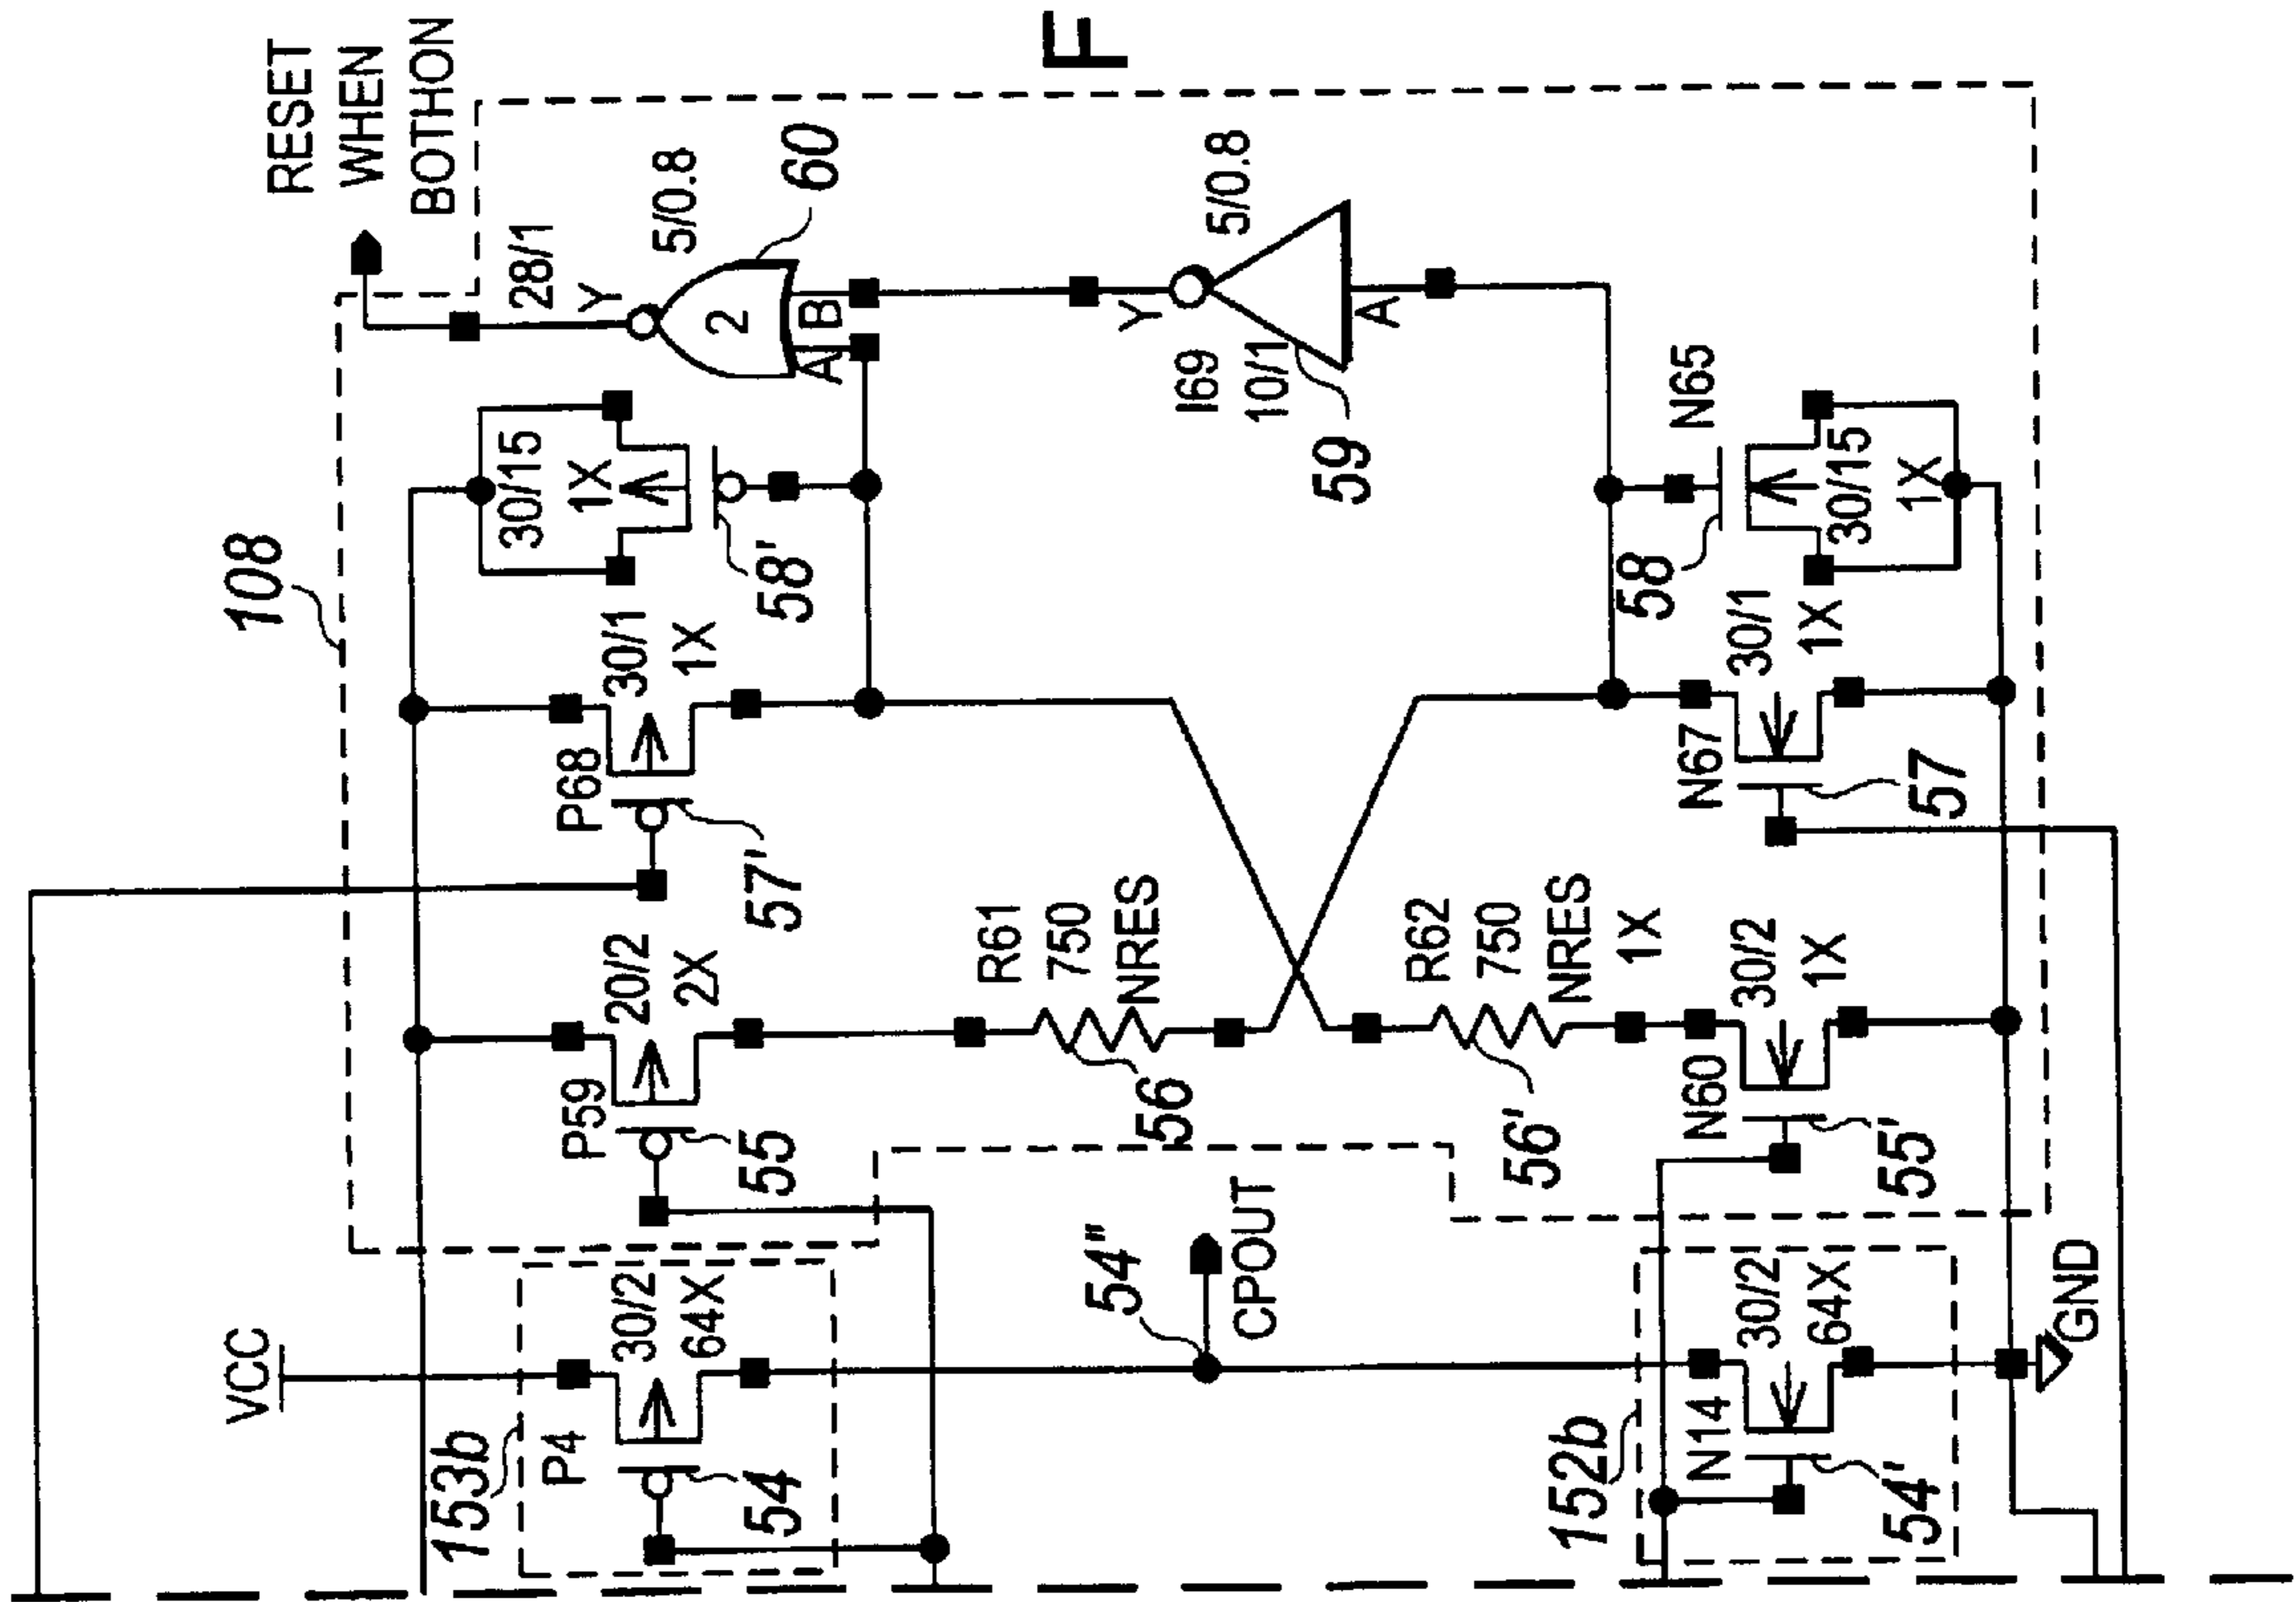 RESET
WHEN
BOTHON
F
108
28/1
Y
5/0.8
60
2
A
B
30/15
1X
58'
P68
30/1
1X
57'
P59
20/2
2X
55
R61
750
NRES
56
Y
I69
10/1
5/0.8
A
59
N65
30/15
1X
58
N67
30/1
1X
57
R62
750
NRES
1X
56'
N60
30/2
1X
55'
VCC
153b
P4
30/2
64X
54
54"
CPOUT
152b
N14
30/2
64X
54'
GND